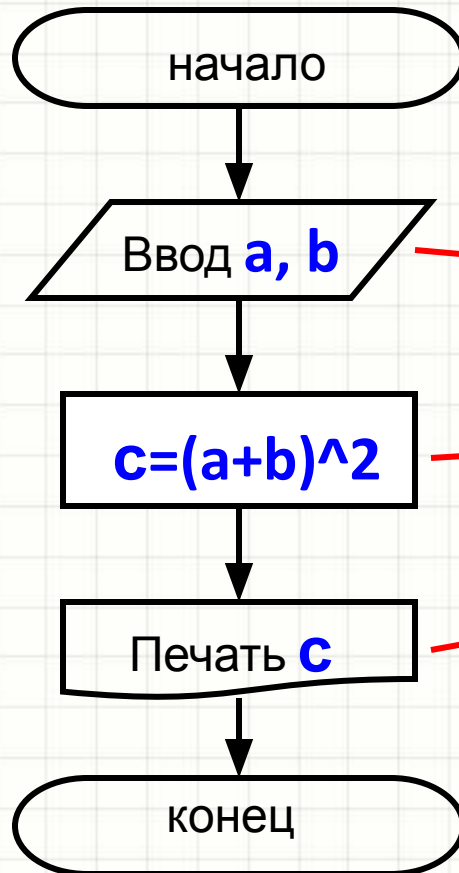 начало
Ввод a, b
c=(a+b)^2
Печать c
конец